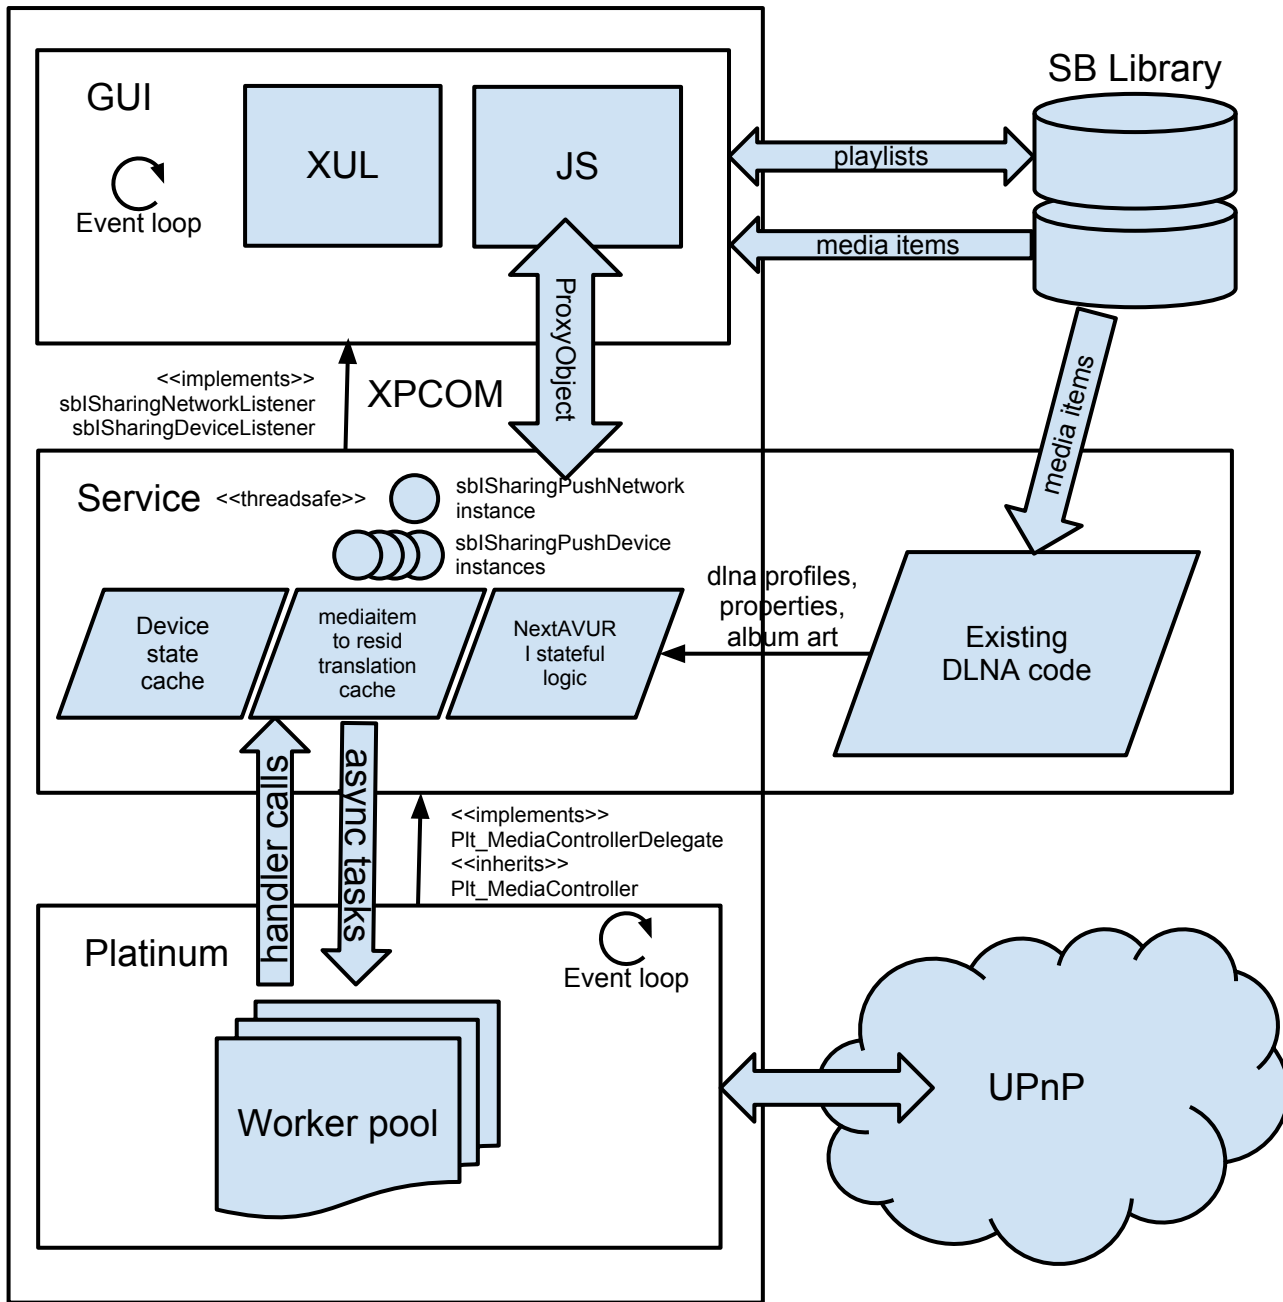 SB Library
GUI
XUL
JS
Event loop
playlists
media items
ProxyObject
<<implements>>
sbISharingNetworkListener
sbISharingDeviceListener
XPCOM
media items
Service
<<threadsafe>>
sbISharingPushNetwork
instance
sbISharingPushDevice
instances
Device
state
cache
mediaitem
to resid
translation
cache
NextAVUR
I stateful
logic
dlna profiles,
properties,
album art
Existing
DLNA code
handler calls
async tasks
<<implements>>
Plt_MediaControllerDelegate
<<inherits>>
Plt_MediaController
Platinum
Event loop
Worker pool
UPnP